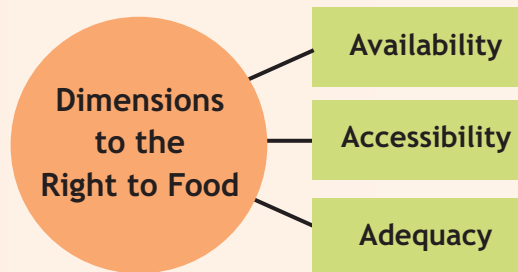 Dimensions
to the
Right to Food
Availability
Accessibility
Adequacy